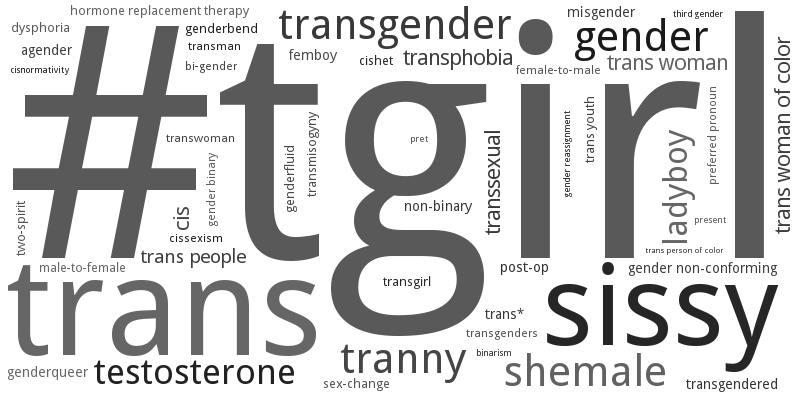 hormone replacement therapy
dysphoria
genderbend
transgender
misgender
third gender
agender
transman
femboy
cishet
transphobia
gender
cisnormativity
bi-gender
female-to-male
trans woman
#tgirl
transwoman
gender binary
genderfluid
transmisogyny
pret
transsexual
gender reassignment
trans youth
ladyboy
preferred pronoun
trans woman of color
two-spirit
cis
non-binary
present
cissexism
trans people
trans person of color
male-to-female
transgirl
post-op
gender non-conforming
trans
trans*
sissy
transgenders
binarism
tranny
genderqueer
testosterone
sex-change
shemale
transgendered